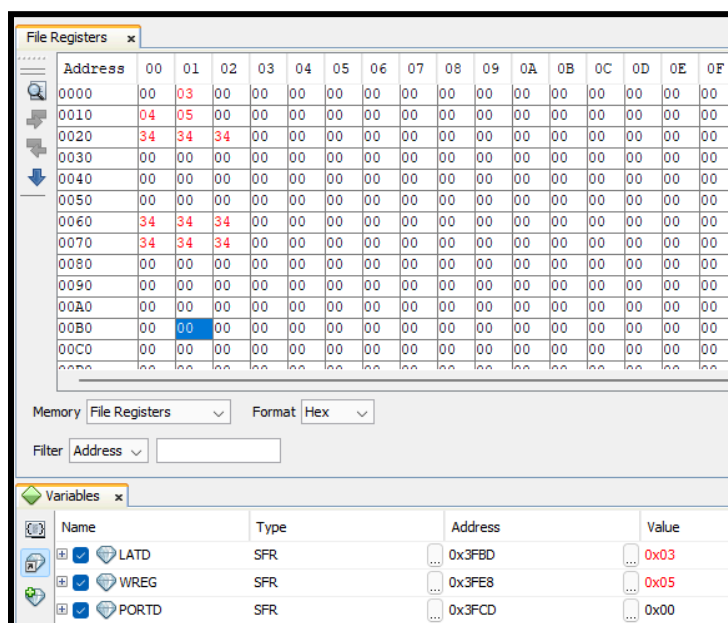 File Registers x
Address 00 01 02 03 04 05 06 07 08 09 0A 0B 0C 0D 0E 0F
0000 00 03 00 00 00 00 00 00 00 00 00 00 00 00 00 00
0010 04 05 00 00 00 00 00 00 00 00 00 00 00 00 00 00
0020 34 34 34 00 00 00 00 00 00 00 00 00 00 00 00 00
0030 00 00 00 00 00 00 00 00 00 00 00 00 00 00 00 00
0040 00 00 00 00 00 00 00 00 00 00 00 00 00 00 00 00
0050 00 00 00 00 00 00 00 00 00 00 00 00 00 00 00 00
0060 34 34 34 00 00 00 00 00 00 00 00 00 00 00 00 00
0070 34 34 34 00 00 00 00 00 00 00 00 00 00 00 00 00
0080 00 00 00 00 00 00 00 00 00 00 00 00 00 00 00 00
0090 00 00 00 00 00 00 00 00 00 00 00 00 00 00 00 00
00A0 00 00 00 00 00 00 00 00 00 00 00 00 00 00 00 00
00B0 00 00 00 00 00 00 00 00 00 00 00 00 00 00 00 00
00C0 00 00 00 00 00 00 00 00 00 00 00 00 00 00 00 00
Memory File Registers Format Hex
Filter Address
Variables x
Name Type Address Value
LATD SFR ... 0x3FBD ... 0x03
WREG SFR ... 0x3FE8 ... 0x05
PORTD SFR ... 0x3FCD ... 0x00